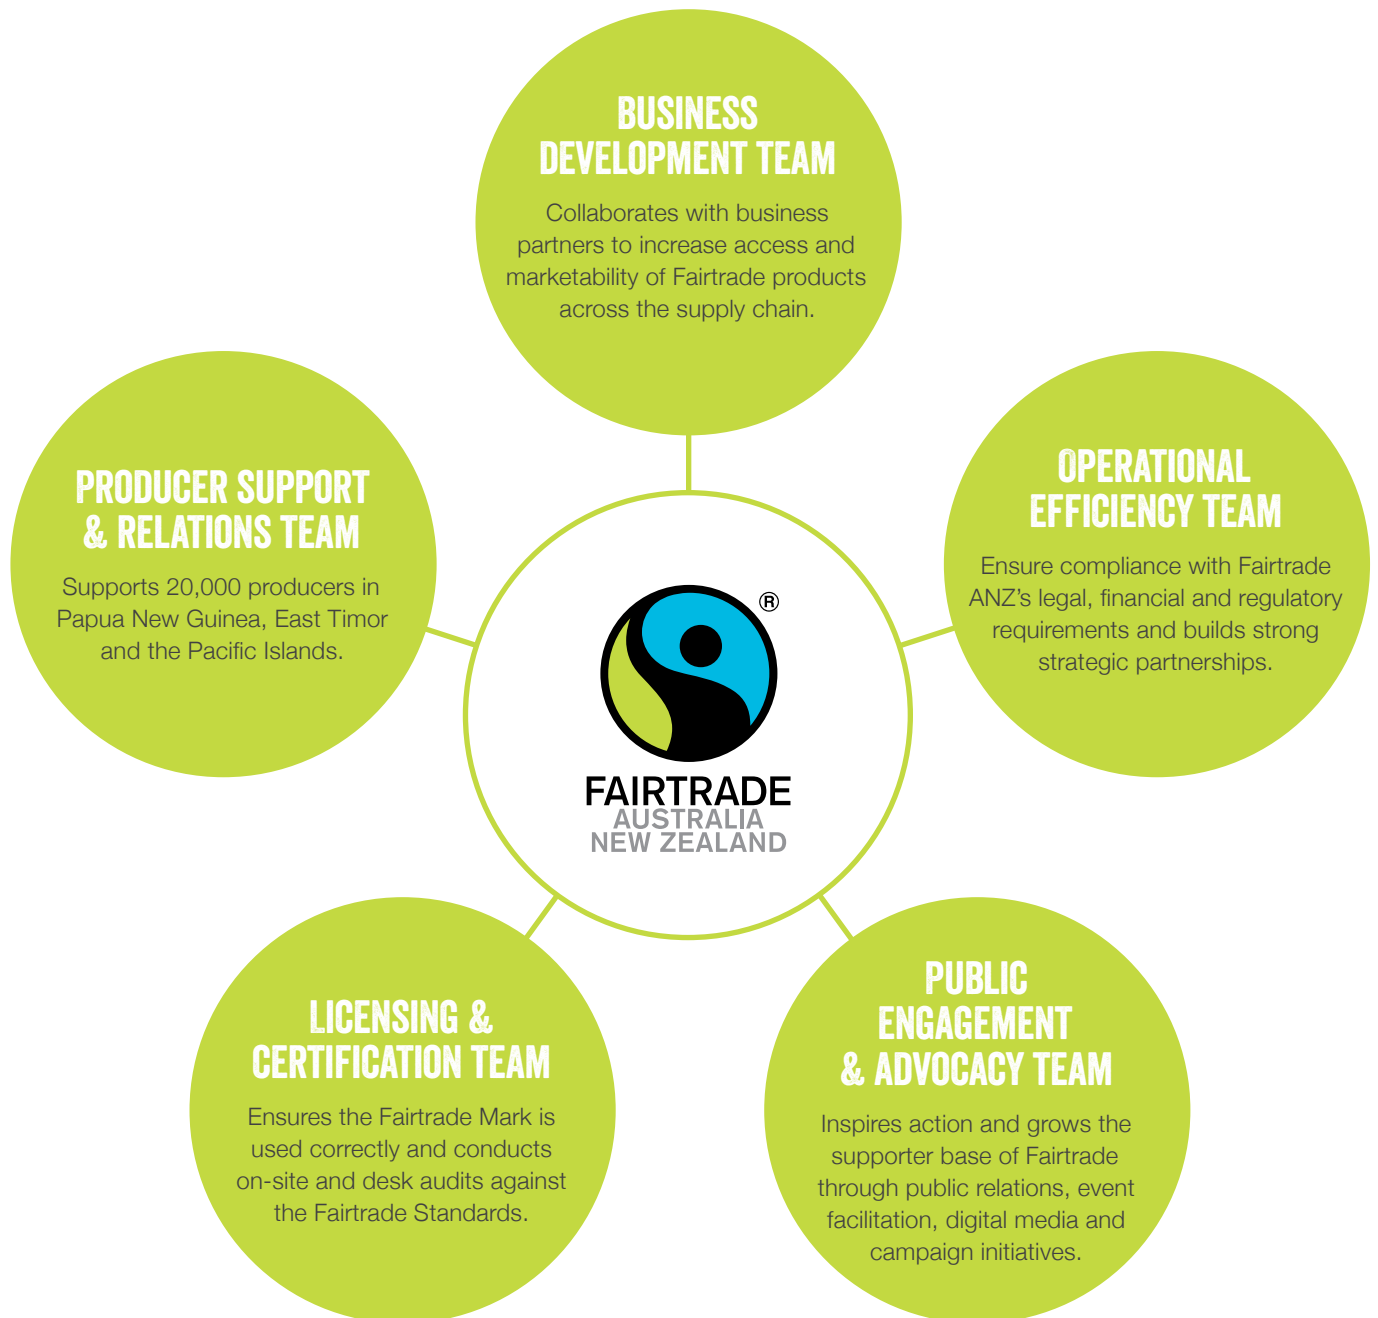 BUSINESS
DEVELOPMENT TEAM
Collaborates with business
partners to increase access and
marketability of Fairtrade products
across the supply chain.
PRODUCER SUPPORT
& RELATIONS TEAM
Supports 20,000 producers in
Papua New Guinea, East Timor
and the Pacific Islands.
OPERATIONAL
EFFICIENCY TEAM
Ensure compliance with Fairtrade
ANZ's legal, financial and regulatory
requirements and builds strong
strategic partnerships.
®
FAIRTRADE
AUSTRALIA
NEW ZEALAND
LICENSING &
CERTIFICATION TEAM
Ensures the Fairtrade Mark is
used correctly and conducts
on-site and desk audits against
the Fairtrade Standards.
PUBLIC
ENGAGEMENT
& ADVOCACY TEAM
Inspires action and grows the
supporter base of Fairtrade
through public relations, event
facilitation, digital media and
campaign initiatives.